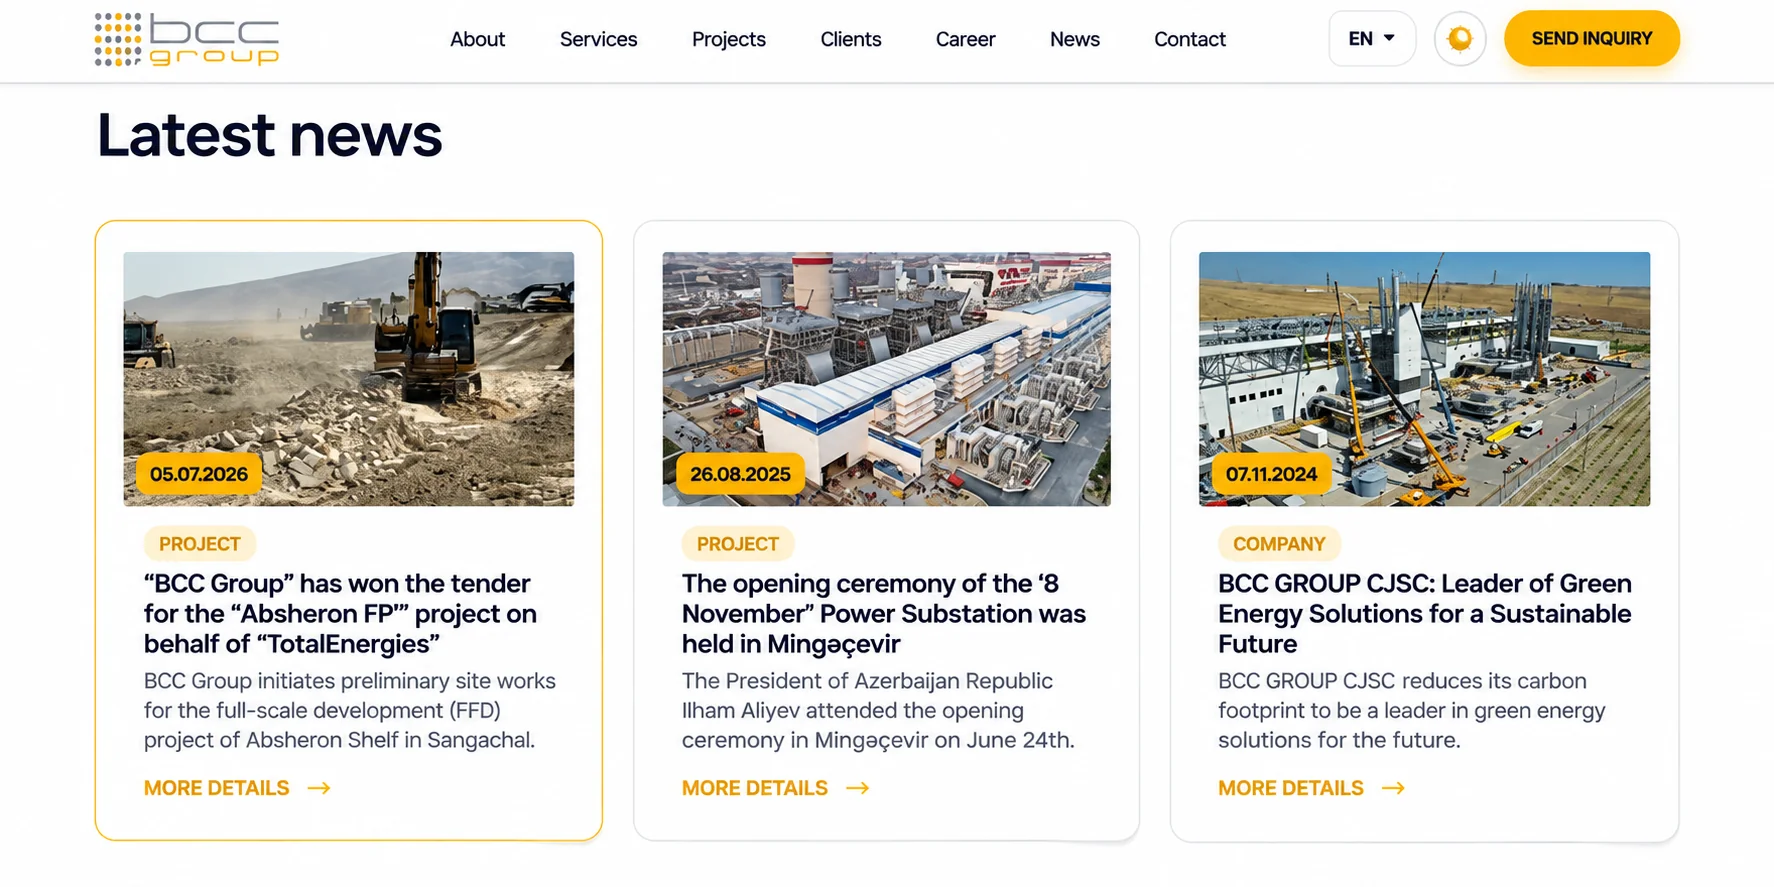 bcc
group
About
Services
Projects
Clients
Career
News
Contact
EN
SEND INQUIRY
Latest news
05.07.2026
PROJECT
“BCC Group” has won the tender
for the “Absheron FP’” project on
behalf of “TotalEnergies”
BCC Group initiates preliminary site works
for the full-scale development (FFD)
project of Absheron Shelf in Sangachal.
MORE DETAILS →
26.08.2025
PROJECT
The opening ceremony of the ‘8
November” Power Substation was
held in Mingəçevir
The President of Azerbaijan Republic
Ilham Aliyev attended the opening
ceremony in Mingəçevir on June 24th.
MORE DETAILS →
07.11.2024
COMPANY
BCC GROUP CJSC: Leader of Green
Energy Solutions for a Sustainable
Future
BCC GROUP CJSC reduces its carbon
footprint to be a leader in green energy
solutions for the future.
MORE DETAILS →